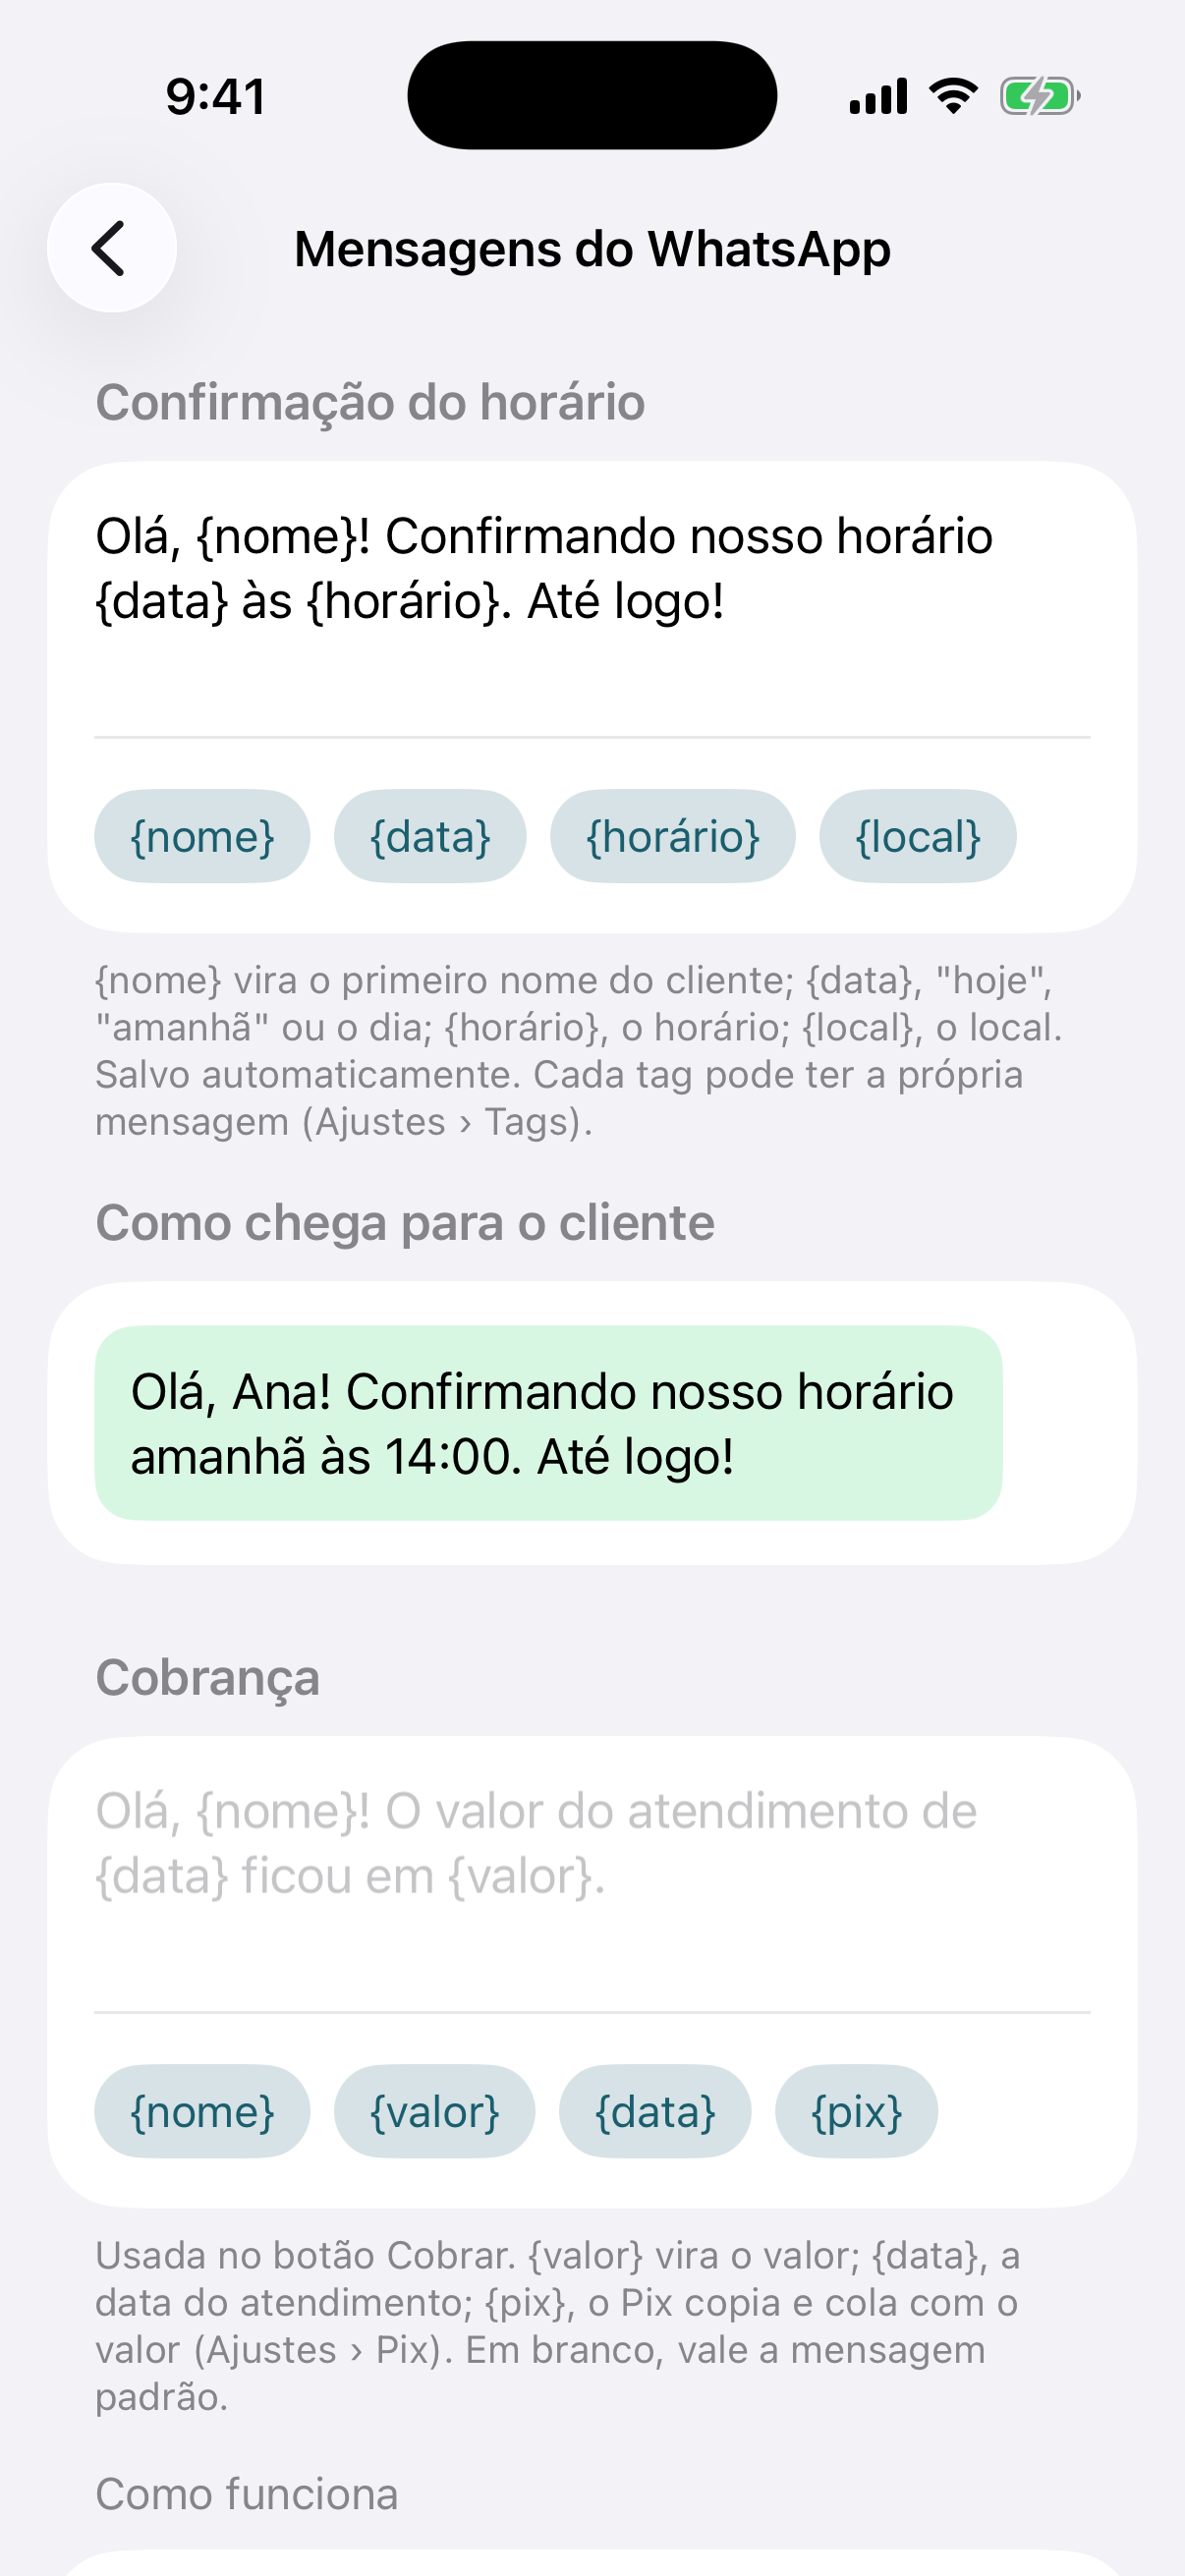 9:41
Mensagens do WhatsApp
Confirmação do horário
Olá, {nome}! Confirmando nosso horário
{data} às {horário}. Até logo!
{nome} {data} {horário} {local}
{nome} vira o primeiro nome do cliente; {data}, "hoje",
"amanhã" ou o dia; {horário}, o horário; {local}, o local.
Salvo automaticamente. Cada tag pode ter a própria
mensagem (Ajustes › Tags).
Como chega para o cliente
Olá, Ana! Confirmando nosso horário
amanhã às 14:00. Até logo!
Cobrança
Olá, {nome}! O valor do atendimento de
{data} ficou em {valor}.
{nome} {valor} {data} {pix}
Usada no botão Cobrar. {valor} vira o valor; {data}, a
data do atendimento; {pix}, o Pix copia e cola com o
valor (Ajustes › Pix). Em branco, vale a mensagem
padrão.
Como funciona